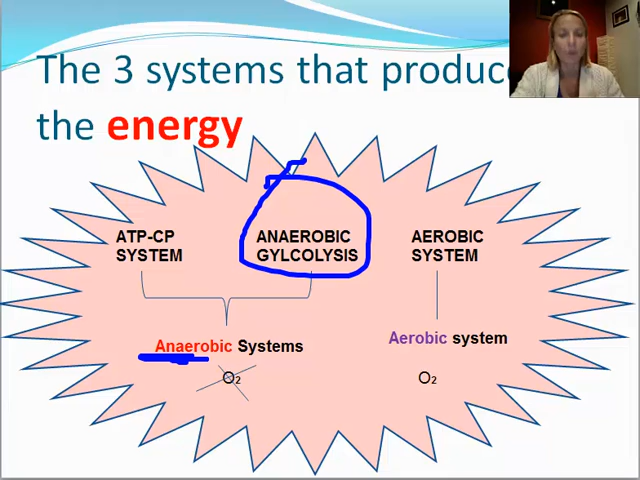 The 3 systems that produce
the energy
ATP-CP
SYSTEM
ANAEROBIC
GYLCOLYSIS
AEROBIC
SYSTEM
Anaerobic Systems
O₂
Aerobic system
O₂